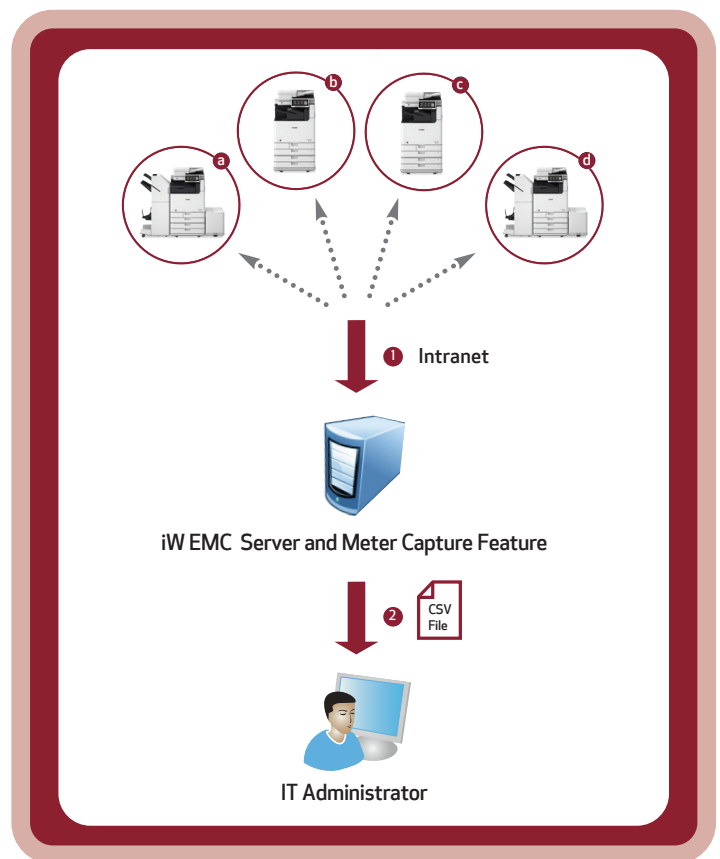 b
c
a
d
1 Intranet
iW EMC Server and Meter Capture Feature
2 CSV
File
IT Administrator